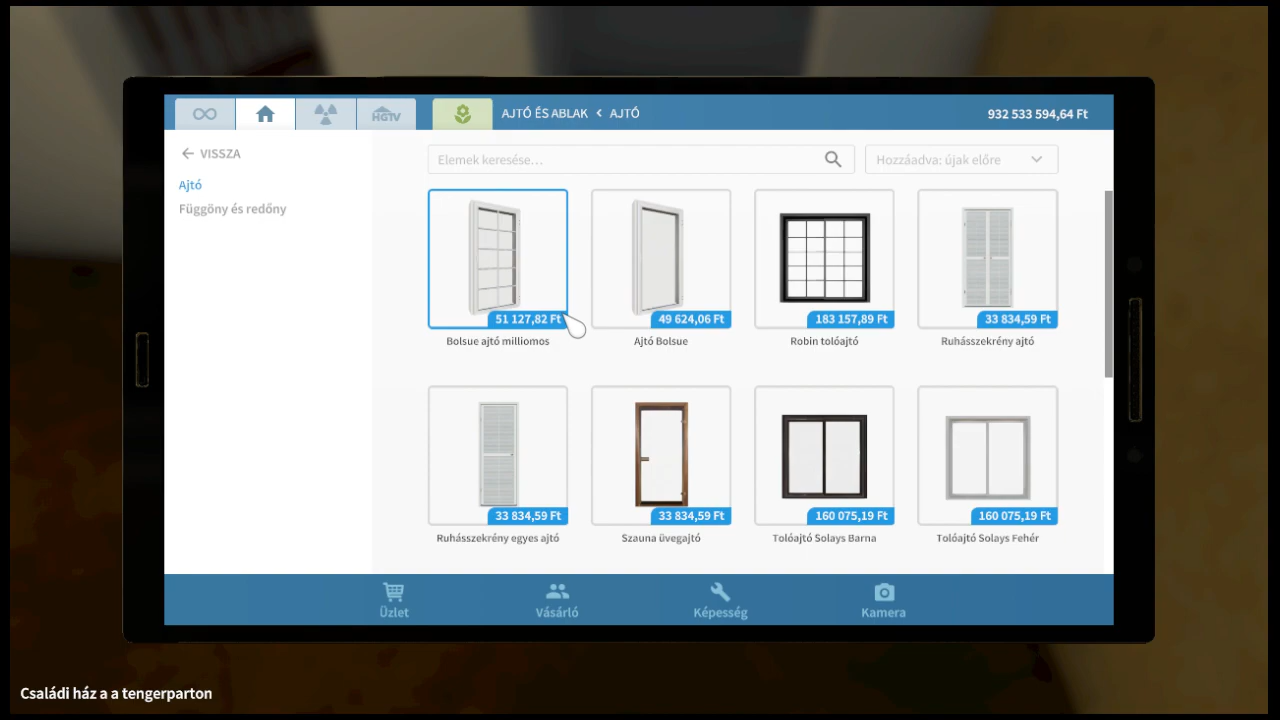 HGTV
AJTÓ ÉS ABLAK < AJTÓ
932 533 594,64 Ft
← VISSZA
Elemek keresése...
Hozzáadva: újak előre
Ajtó
Függöny és redőny
51 127,82 Ft
49 624,06 Ft
183 157,89 Ft
33 834,59 Ft
Bolsue ajtó milliomos
Ajtó Bolsue
Robin tolóajtó
Ruhásszekrény ajtó
33 834,59 Ft
33 834,59 Ft
160 075,19 Ft
160 075,19 Ft
Ruhásszekrény egyes ajtó
Szauna üvegajtó
Tolóajtó Solays Barna
Tolóajtó Solays Fehér
Üzlet
Vásárló
Képesség
Kamera
Családi ház a a tengerparton